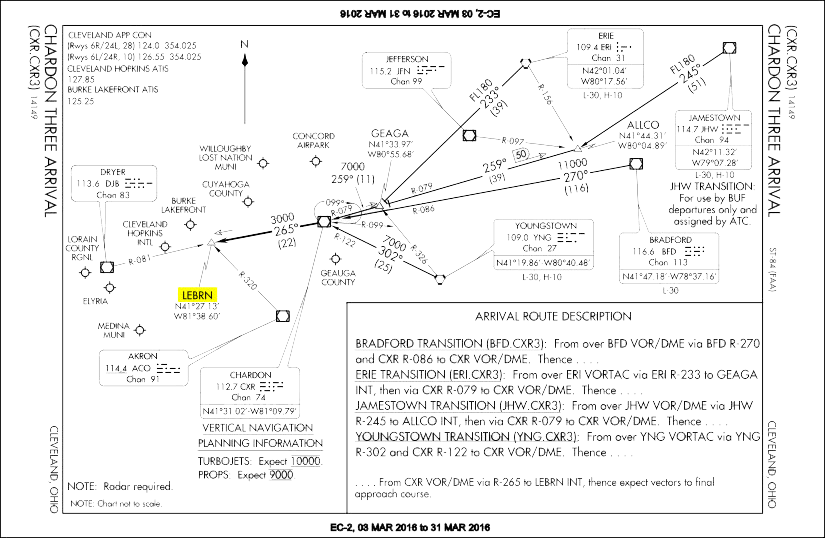 EC-2, 03 MAR 2016 to 31 MAR 2016
(CXR.CXR3) 14149
CHARDON THREE ARRIVAL
CLEVELAND, OHIO
CLEVELAND APP CON
(Rwys 6R/24L, 28) 124.0 354.025
(Rwys 6L/24R, 10) 126.55 354.025
CLEVELAND HOPKINS ATIS
127.85
BURKE LAKEFRONT ATIS
125.25
N
JEFFERSON
115.2 JFN
Chan 99
ERIE
109.4 ERI
Chan 31
N42°01.04'
W80°17.56'
L-30, H-10
FL180
233°
(39)
R-156
FL180
245°
(51)
JAMESTOWN
114.7 JHW
Chan 94
N42°11.32'
W79°07.28'
L-30, H-10
JHW TRANSITION:
For use by BUF
departures only and
assigned by ATC.
ALLCO
N41°44.31'
W80°04.89'
GEAGA
N41°33.97'
W80°55.68'
R-097
50
259°
(39)
11000
270°
(116)
R-079
R-086
7000
259° (11)
CONCORD
AIRPARK
WILLOUGHBY
LOST NATION
MUNI
CUYAHOGA
COUNTY
BURKE
LAKEFRONT
CLEVELAND
HOPKINS
INTL
DRYER
113.6 DJB
Chan 83
LORAIN
COUNTY
RGNL
ELYRIA
MEDINA
MUNI
R-081
3000
265°
(22)
099°
R-079
R-099
R-122
7000
302°
(25)
R-326
GEAUGA
COUNTY
YOUNGSTOWN
109.0 YNG
Chan 27
N41°19.86'-W80°40.48'
L-30, H-10
BRADFORD
116.6 BFD
Chan 113
N41°47.18'-W78°37.16'
L-30
LEBRN
N41°27.13'
W81°38.60'
R-320
AKRON
114.4 ACO
Chan 91
CHARDON
112.7 CXR
Chan 74
N41°31.02'-W81°09.79'
VERTICAL NAVIGATION
PLANNING INFORMATION
TURBOJETS: Expect 10000.
PROPS: Expect 9000.
NOTE: Radar required.
NOTE: Chart not to scale.
ARRIVAL ROUTE DESCRIPTION
BRADFORD TRANSITION (BFD.CXR3): From over BFD VOR/DME via BFD R-270
and CXR R-086 to CXR VOR/DME. Thence . . . .
ERIE TRANSITION (ERI.CXR3): From over ERI VORTAC via ERI R-233 to GEAGA
INT, then via CXR R-079 to CXR VOR/DME. Thence . . . .
JAMESTOWN TRANSITION (JHW.CXR3): From over JHW VOR/DME via JHW
R-245 to ALLCO INT, then via CXR R-079 to CXR VOR/DME. Thence . . . .
YOUNGSTOWN TRANSITION (YNG.CXR3): From over YNG VORTAC via YNG
R-302 and CXR R-122 to CXR VOR/DME. Thence . . . .
. . . . From CXR VOR/DME via R-265 to LEBRN INT, thence expect vectors to final
approach course.
(CXR.CXR3) 14149
CHARDON THREE ARRIVAL
ST-84 (FAA)
CLEVELAND, OHIO
EC-2, 03 MAR 2016 to 31 MAR 2016